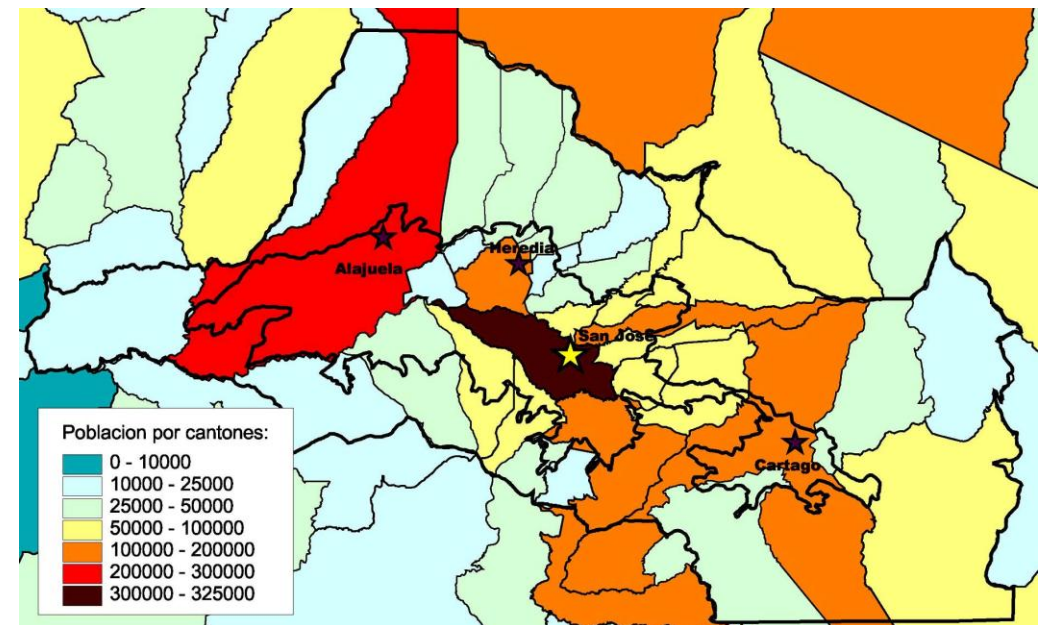 Heredia
Alajuela
San José
Cartago
Poblacion por cantones:
0 - 10000
10000 - 25000
25000 - 50000
50000 - 100000
100000 - 200000
200000 - 300000
300000 - 325000